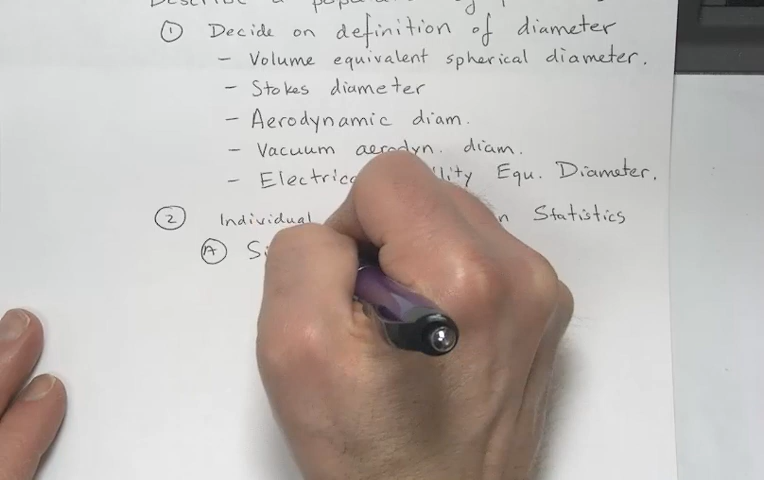 Describe a
① Decide on definition of diameter
- Volume equivalent spherical diameter.
- Stokes diameter
- Aerodynamic diam.
- Vacuum aerodyn. diam.
- Equ. Diameter.
② Individual Statistics
Ⓐ